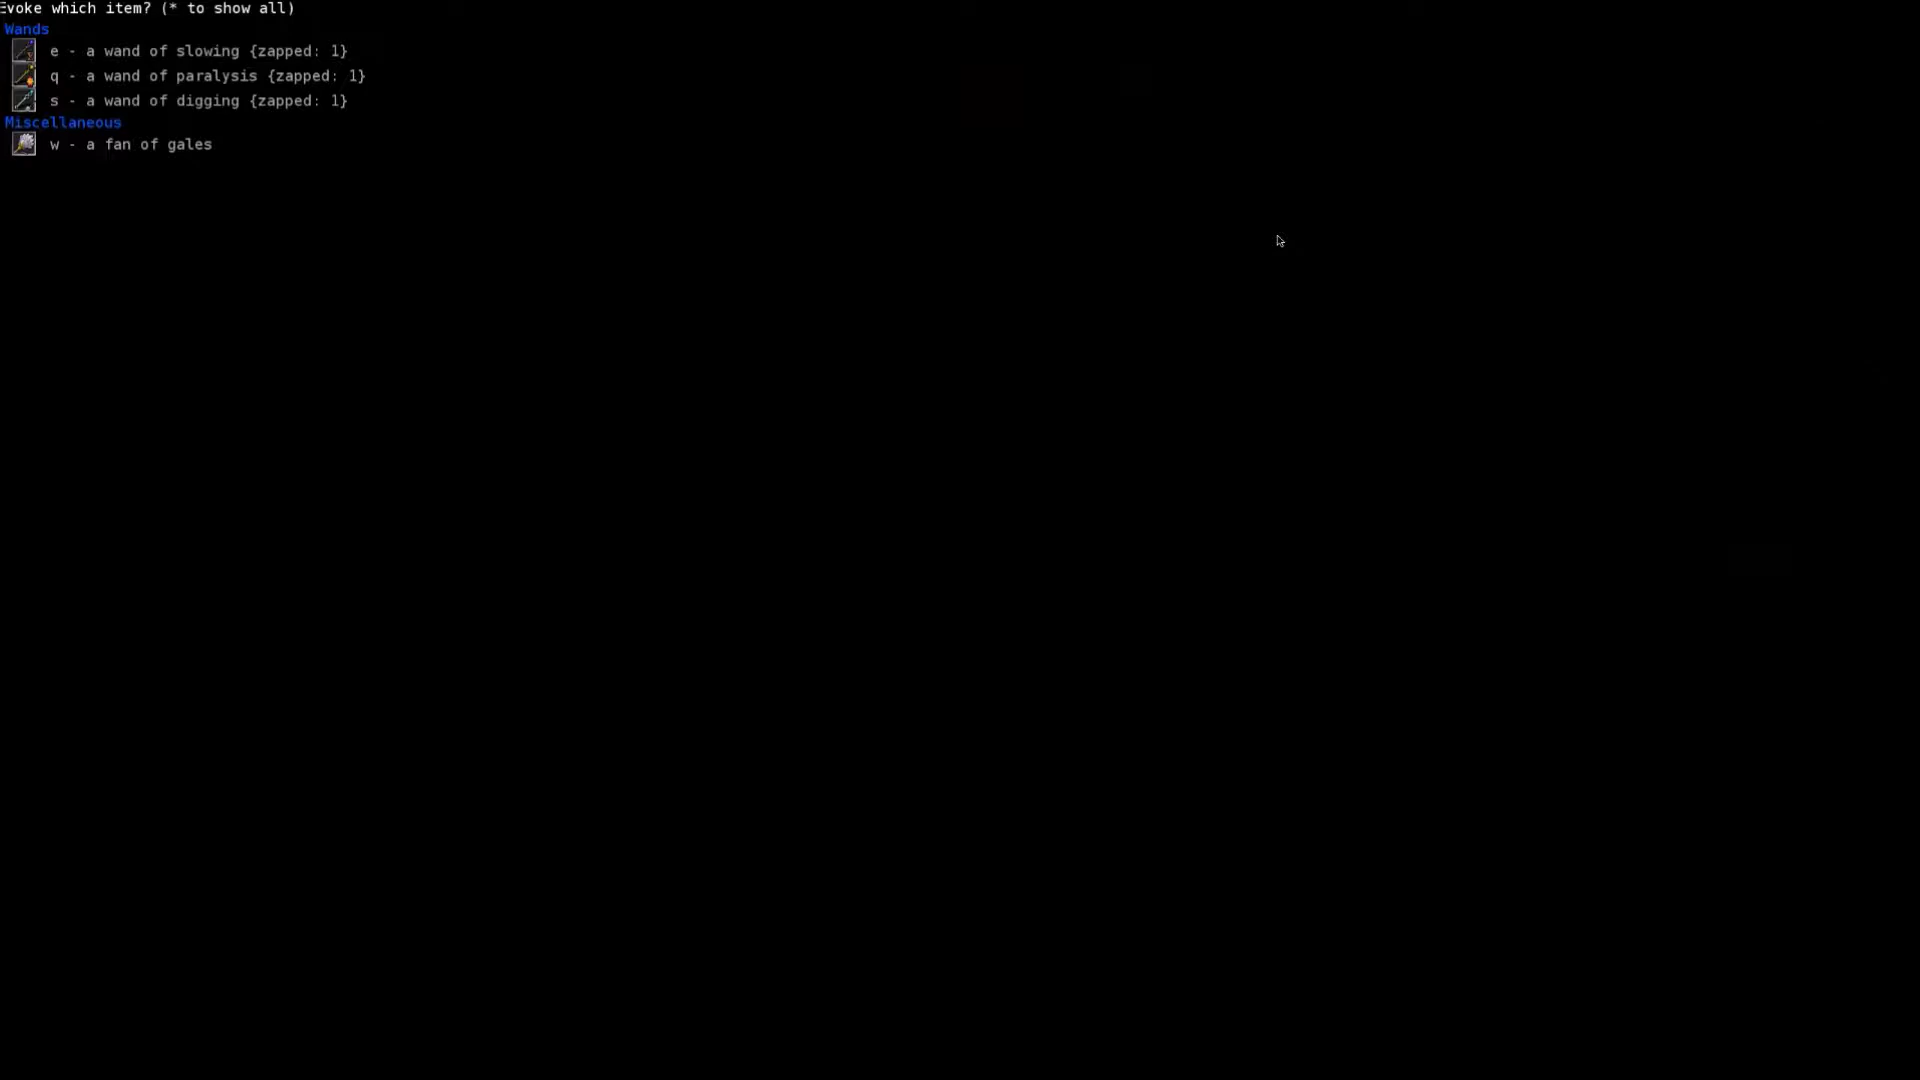 Evoke which item? (* to show all)
Wands
e - a wand of slowing {zapped: 1}
q - a wand of paralysis {zapped: 1}
s - a wand of digging {zapped: 1}
Miscellaneous
w - a fan of gales